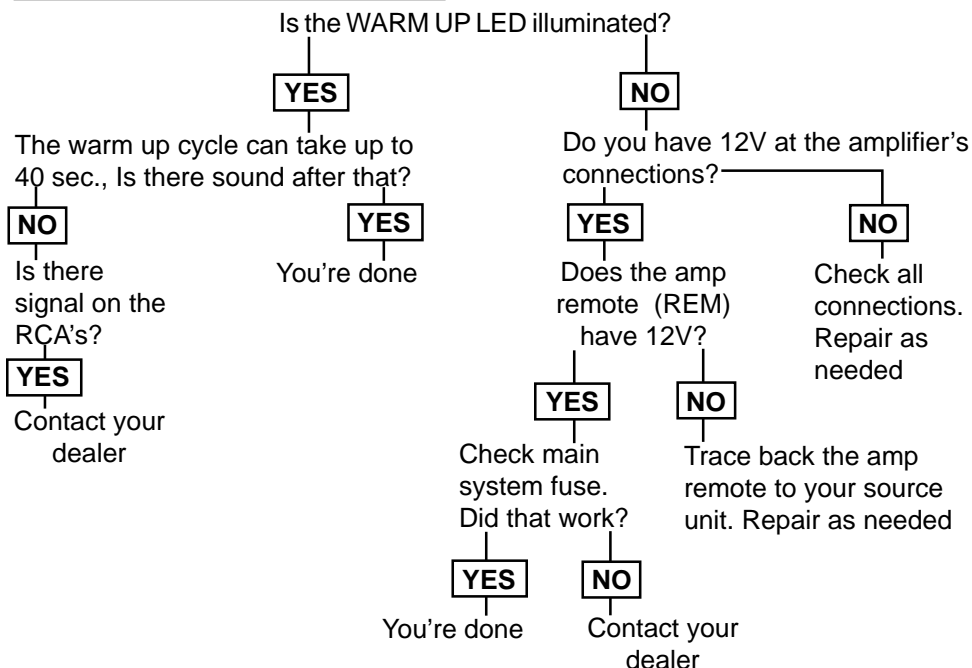 Is the WARM UP LED illuminated?
YES
NO
The warm up cycle can take up to
40 sec., Is there sound after that?
Do you have 12V at the amplifier's
connections?
NO
YES
YES
NO
Is there
signal on the
RCA's?
You're done
Does the amp
remote (REM)
have 12V?
Check all
connections.
Repair as
needed
YES
Contact your
dealer
YES
NO
Check main
system fuse.
Did that work?
Trace back the amp
remote to your source
unit. Repair as needed
YES
NO
You're done
Contact your
dealer